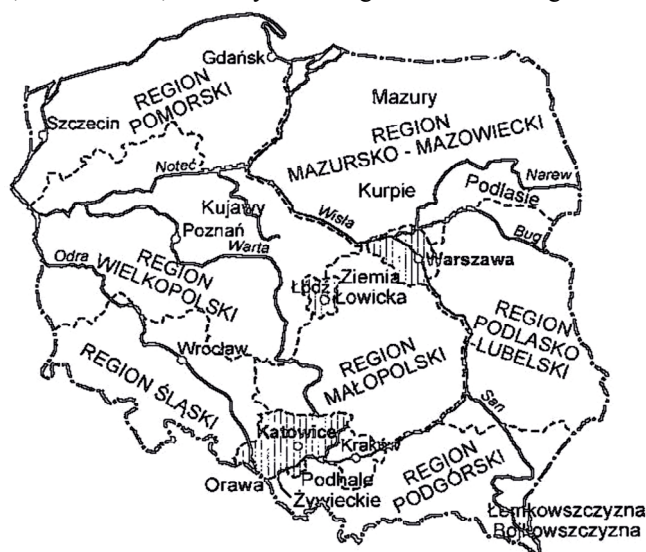 Gdańsk
REGION
POMORSKI
Szczecin
Mazury
REGION
MAZURSKO - MAZOWIECKI
Noteć
Kurpie
Podlasie
Narew
Kujawy
Wisła
Poznań
Warta
Bug
Odra
REGION
WIELKOPOLSKI
Warszawa
Ziemia
Łowicka
Łódź
REGION
PODLASKO
-LUBELSKI
Wrocław
REGION
ŚLĄSKI
REGION
MAŁOPOLSKI
San
Katowice
Kraków
Podhale
Orawa
Żywieckie
REGION
PODGÓRSKI
Łemkowszczyzna
Bojkowszczyzna